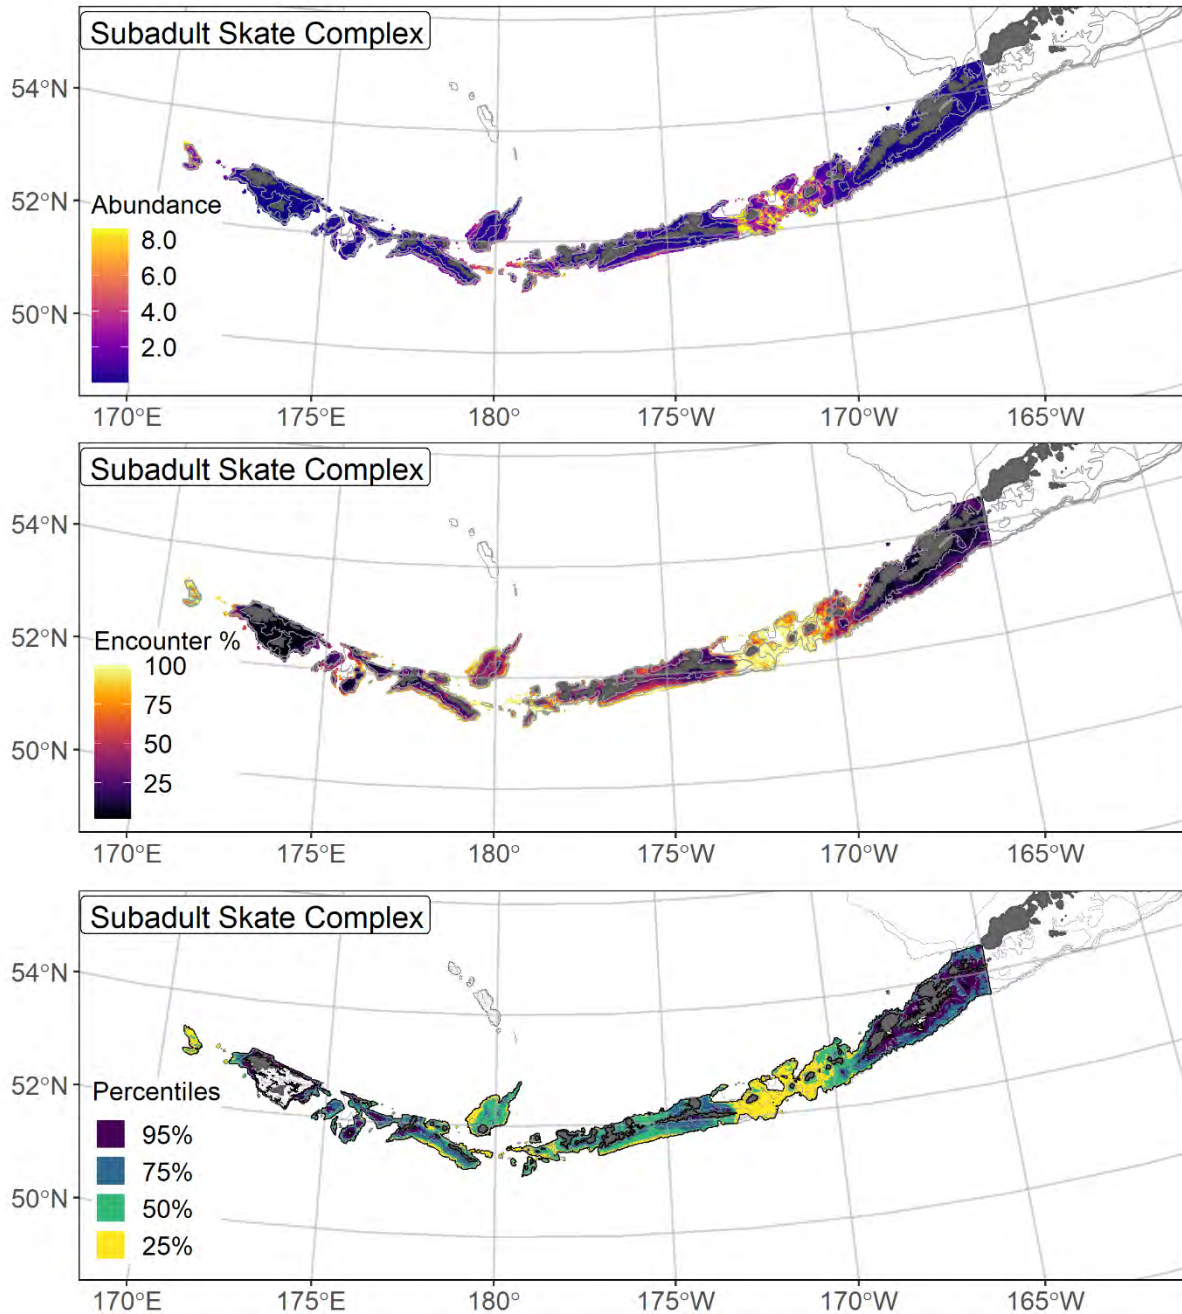 Subadult Skate Complex
54°N
52°N
50°N
Abundance
8.0
6.0
4.0
2.0
170°E 175°E 180° 175°W 170°W 165°W
Subadult Skate Complex
54°N
52°N
50°N
Encounter %
100
75
50
25
170°E 175°E 180° 175°W 170°W 165°W
Subadult Skate Complex
54°N
52°N
50°N
Percentiles
95%
75%
50%
25%
170°E 175°E 180° 175°W 170°W 165°W